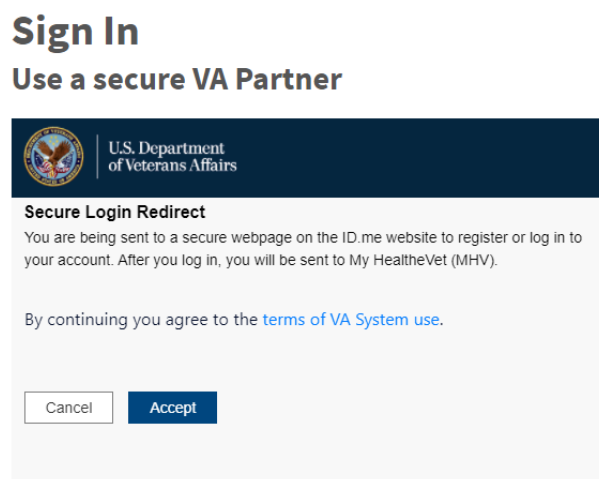 Sign In
Use a secure VA Partner
U.S. Department
of Veterans Affairs
Secure Login Redirect
You are being sent to a secure webpage on the ID.me website to register or log in to
your account. After you log in, you will be sent to My HealtheVet (MHV).
By continuing you agree to the terms of VA System use.
Cancel
Accept